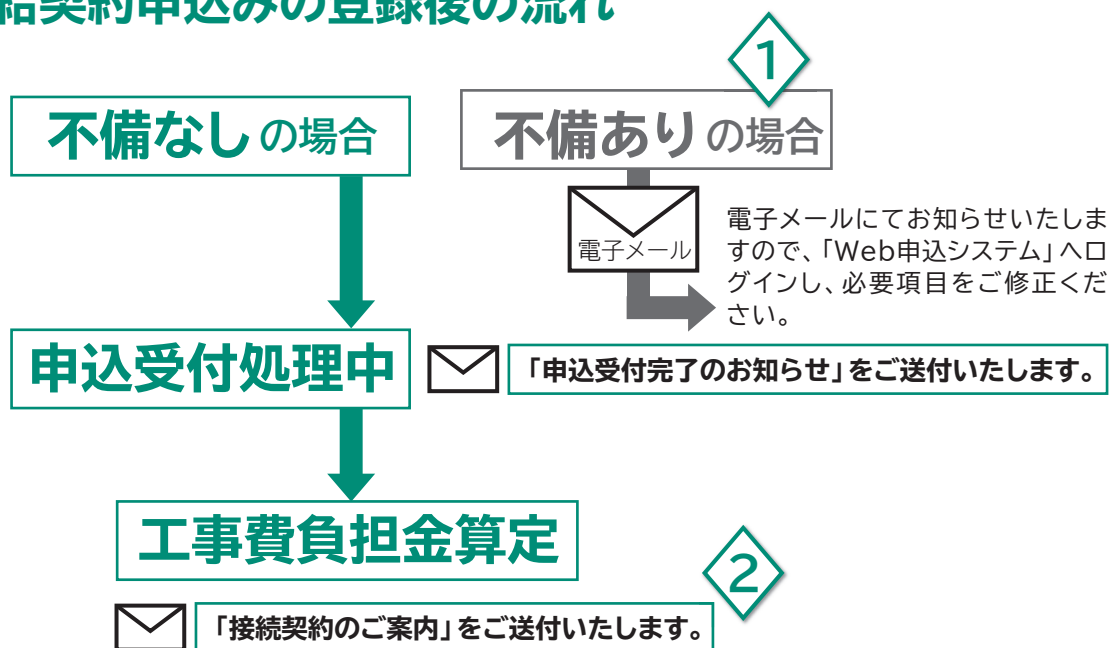 給契約申込みの登録後の流れ
1
不備なしの場合
不備ありの場合
電子メール
電子メールにてお知らせいたしま
すので、「Web申込システム」へロ
グインし、必要項目をご修正くだ
さい。
申込受付処理中
「申込受付完了のお知らせ」をご送付いたします。
工事費負担金算定
2
「接続契約のご案内」をご送付いたします。